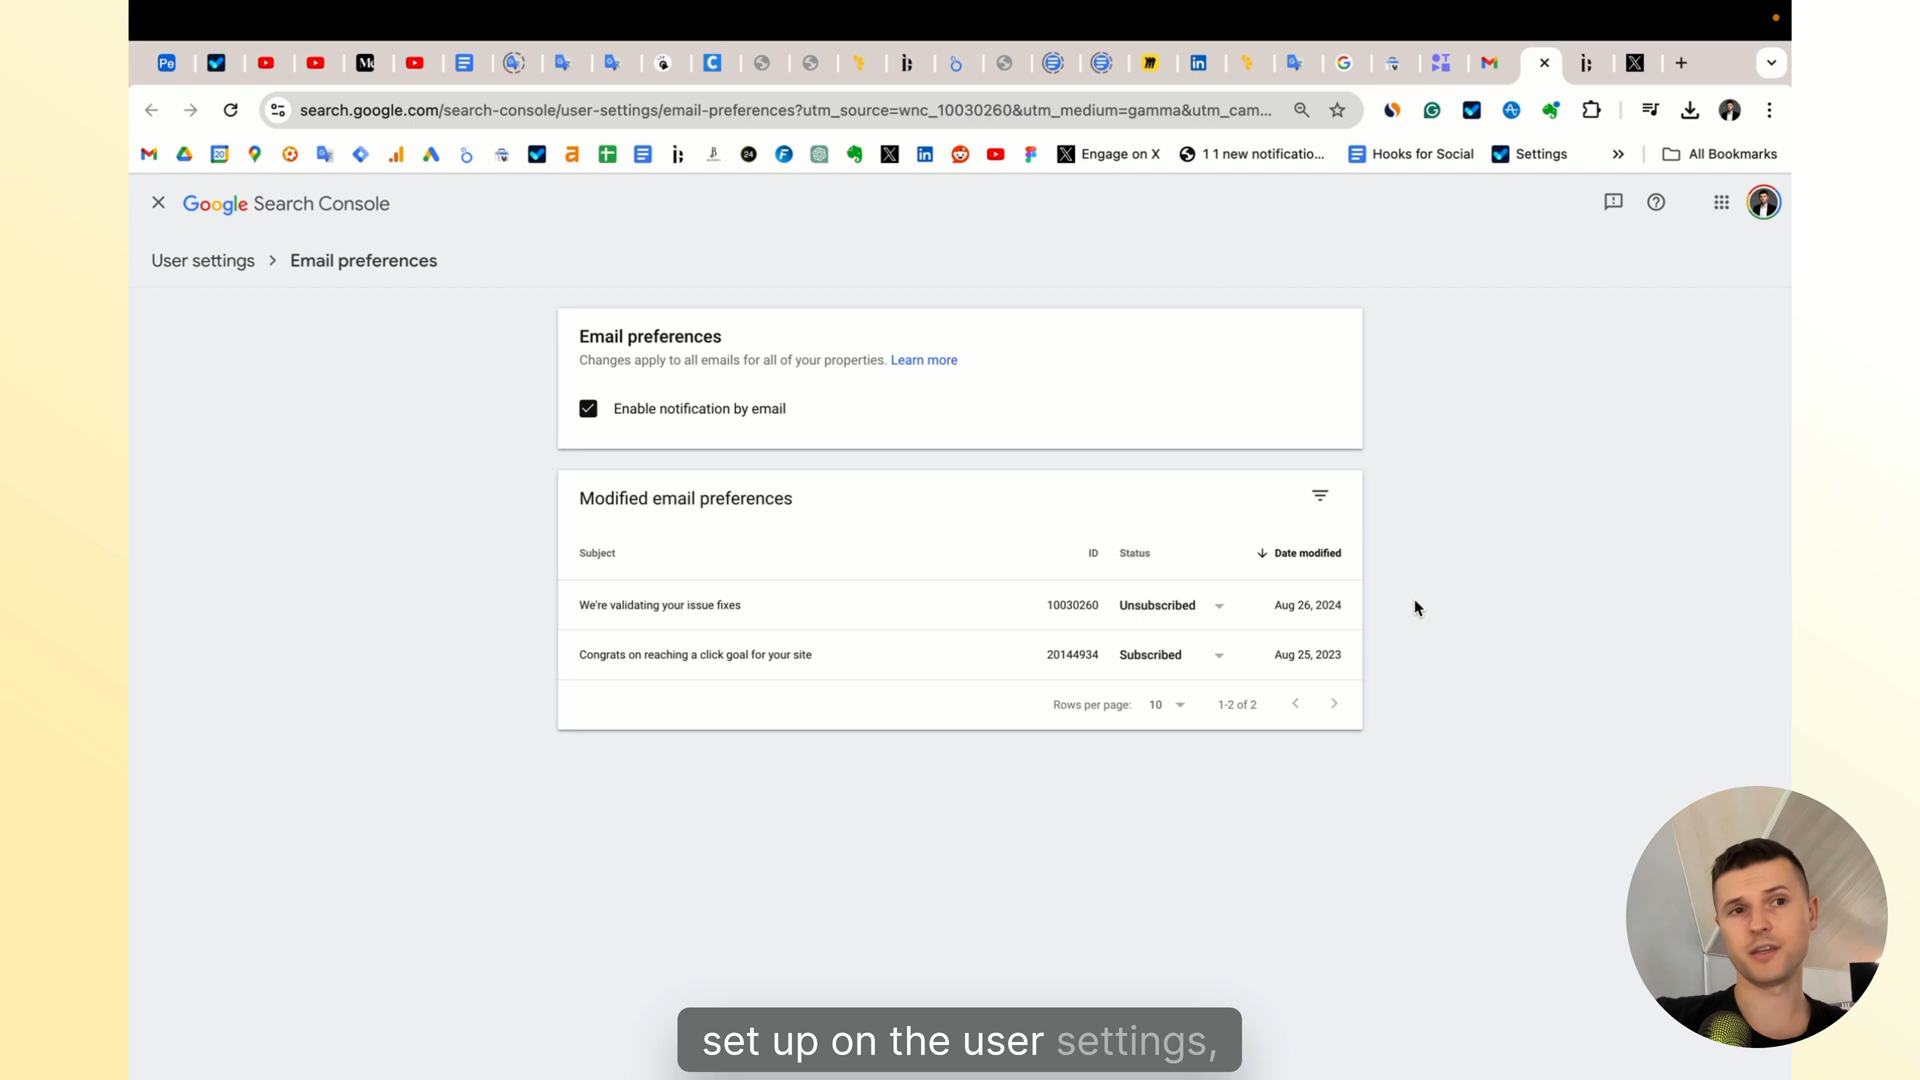 search.google.com/search-console/user-settings/email-preferences?utm_source=wnc_10030260&utm_medium=gamma&utm_cam...
Engage on X
1 1 new notificatio...
Hooks for Social
Settings
All Bookmarks
Google Search Console
User settings > Email preferences
Email preferences
Changes apply to all emails for all of your properties. Learn more
Enable notification by email
Modified email preferences
Subject ID Status Date modified
We're validating your issue fixes 10030260 Unsubscribed Aug 26, 2024
Congrats on reaching a click goal for your site 20144934 Subscribed Aug 25, 2023
Rows per page: 10 1-2 of 2
set up on the user settings,